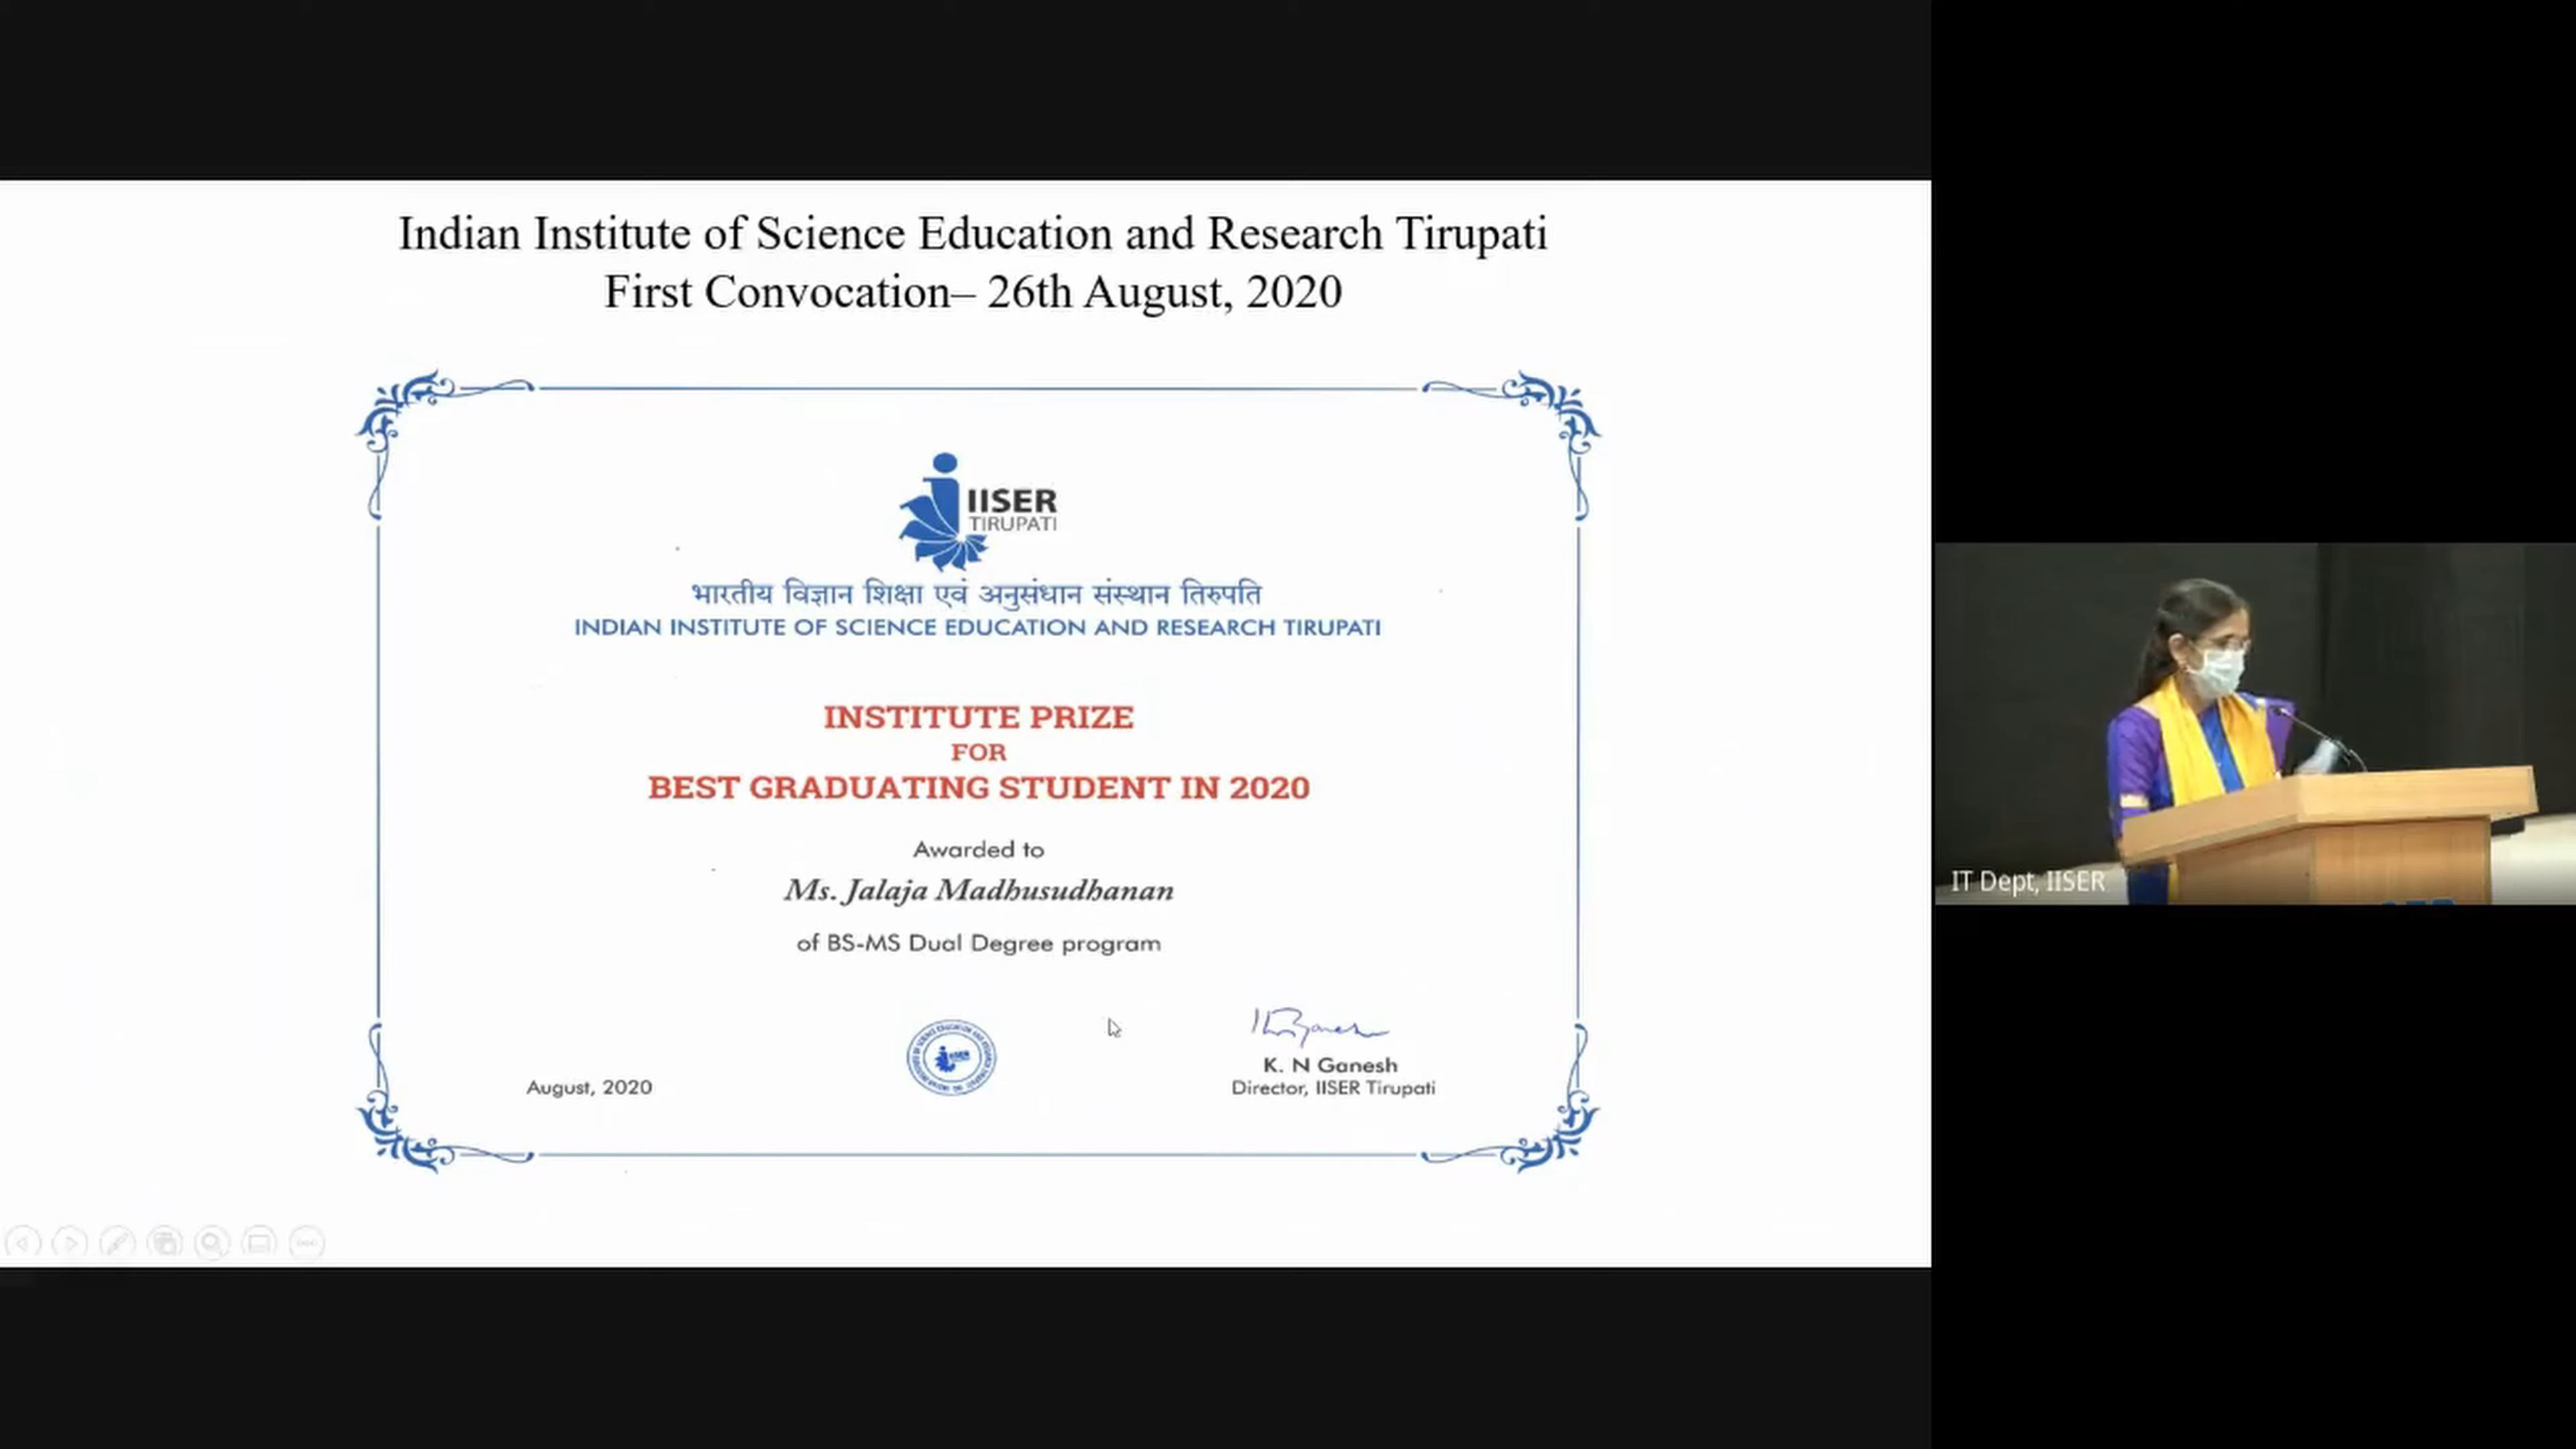 Indian Institute of Science Education and Research Tirupati
First Convocation– 26th August, 2020
IISER
TIRUPATI
भारतीय विज्ञान शिक्षा एवं अनुसंधान संस्थान तिरुपति
INDIAN INSTITUTE OF SCIENCE EDUCATION AND RESEARCH TIRUPATI
INSTITUTE PRIZE
FOR
BEST GRADUATING STUDENT IN 2020
Awarded to
Ms. Jalaja Madhusudhanan
of BS-MS Dual Degree program
K. N Ganesh
Director, IISER Tirupati
August, 2020
IT Dept, IISER